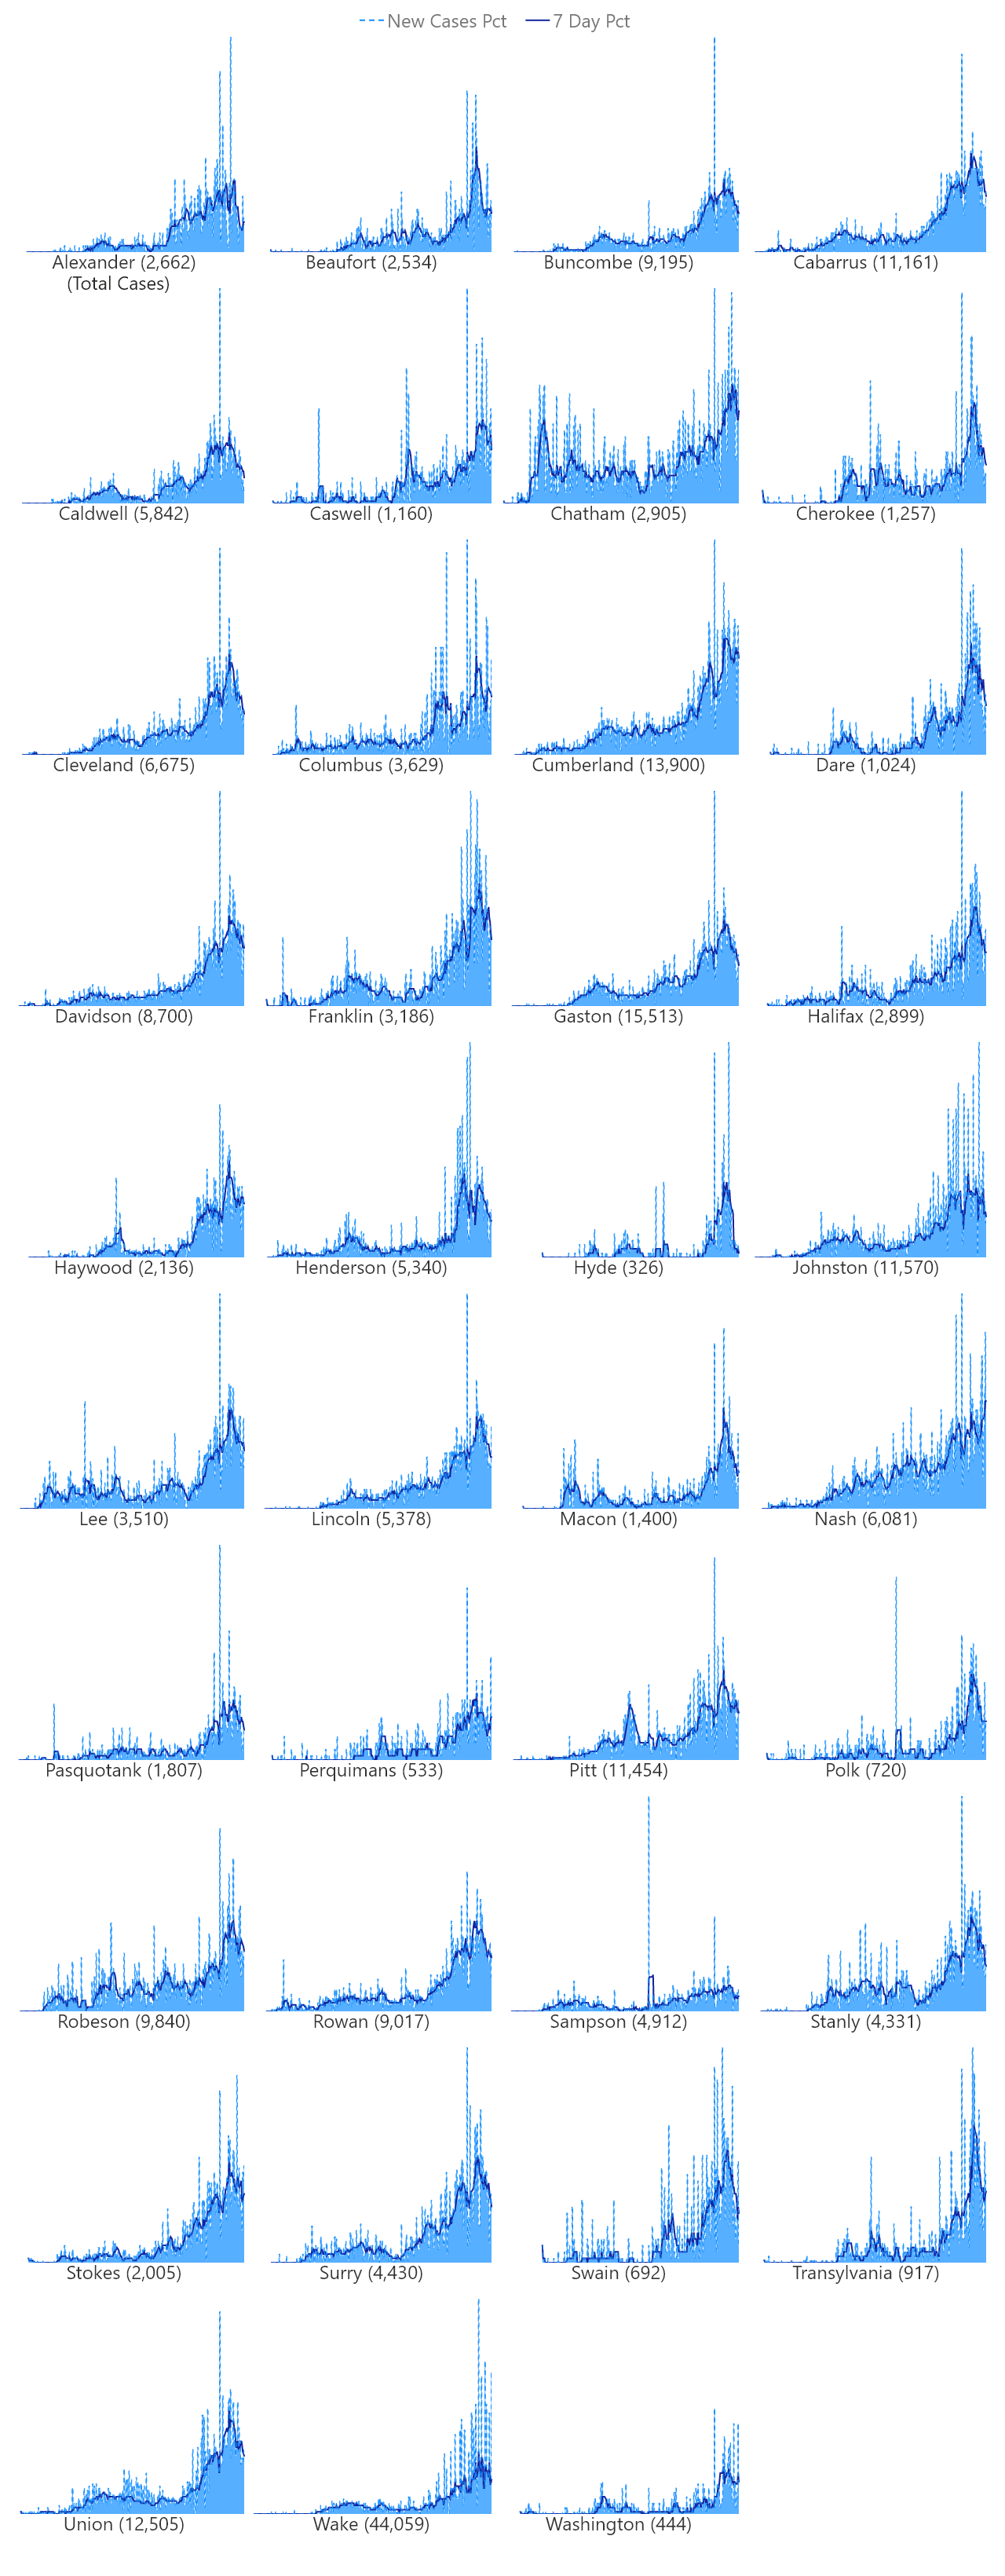 New Cases Pct 7 Day Pct
Alexander (2,662) Beaufort (2,534) Buncombe (9,195) Cabarrus (11,161)
(Total Cases)
Caldwell (5,842) Caswell (1,160) Chatham (2,905) Cherokee (1,257)
Cleveland (6,675) Columbus (3,629) Cumberland (13,900) Dare (1,024)
Davidson (8,700) Franklin (3,186) Gaston (15,513) Halifax (2,899)
Haywood (2,136) Henderson (5,340) Hyde (326) Johnston (11,570)
Lee (3,510) Lincoln (5,378) Macon (1,400) Nash (6,081)
Pasquotank (1,807) Perquimans (533) Pitt (11,454) Polk (720)
Robeson (9,840) Rowan (9,017) Sampson (4,912) Stanly (4,331)
Stokes (2,005) Surry (4,430) Swain (692) Transylvania (917)
Union (12,505) Wake (44,059) Washington (444)